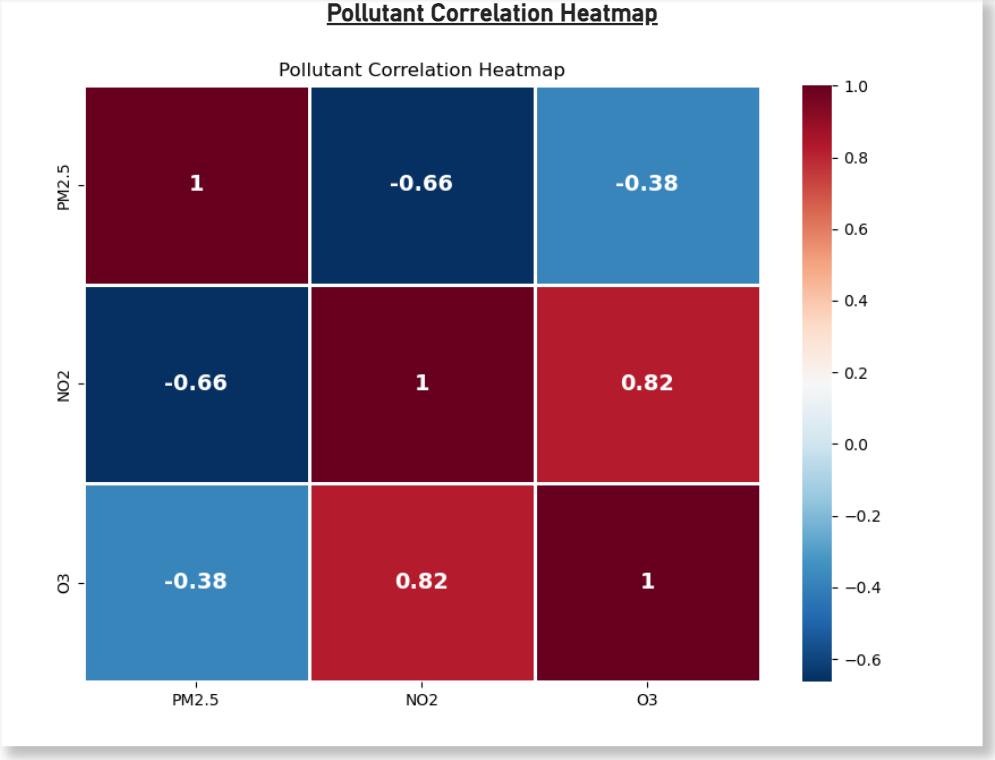 Pollutant Correlation Heatmap
Pollutant Correlation Heatmap
PM2.5
1
-0.66
-0.38
NO2
-0.66
1
0.82
O3
-0.38
0.82
1
PM2.5
NO2
O3
1.0
0.8
0.6
0.4
0.2
0.0
−0.2
−0.4
−0.6